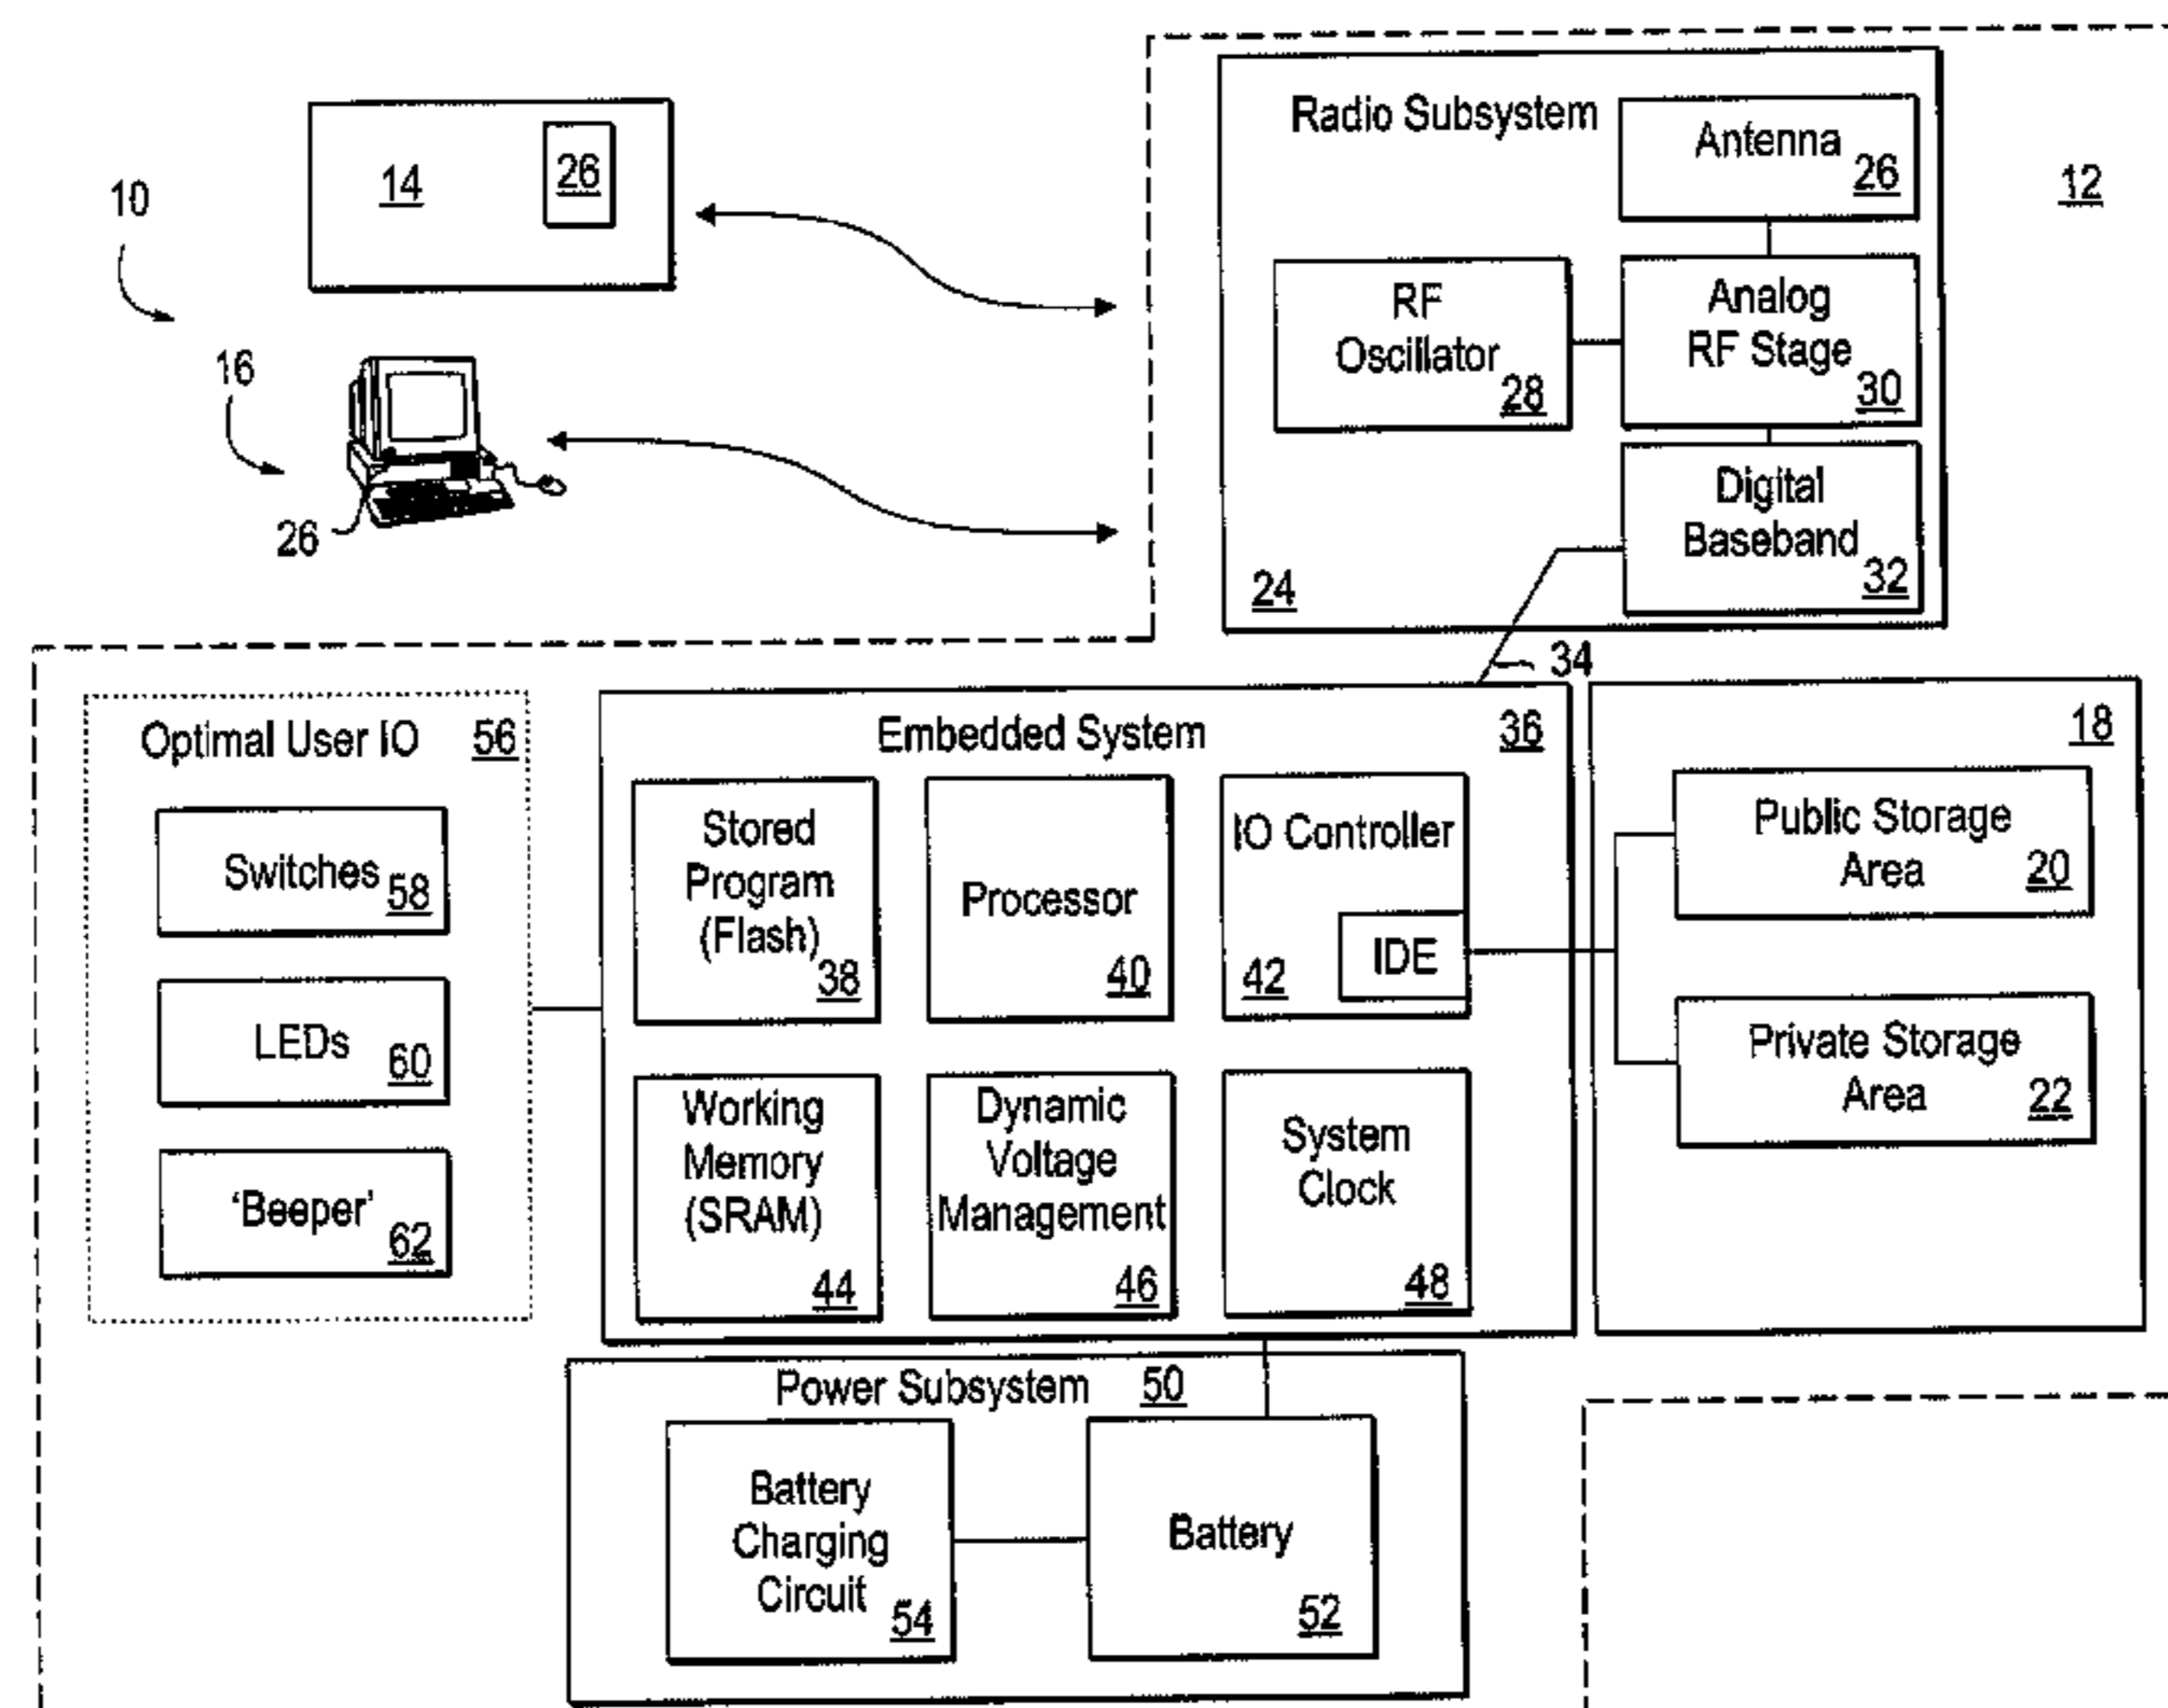 10
14
26
16
26
12
Radio Subsystem
Antenna
26
RF
Oscillator
28
Analog
RF Stage
30
Digital
Baseband
32
24
34
Optimal User IO 56
Switches
58
LEDs
60
‘Beeper’
62
Embedded System 36
Stored
Program
(Flash)
38
Processor
40
IO Controller
IDE
42
Working
Memory
(SRAM)
44
Dynamic
Voltage
Management
46
System
Clock
48
18
Public Storage
Area
20
Private Storage
Area
22
Power Subsystem 50
Battery
Charging
Circuit
54
Battery
52